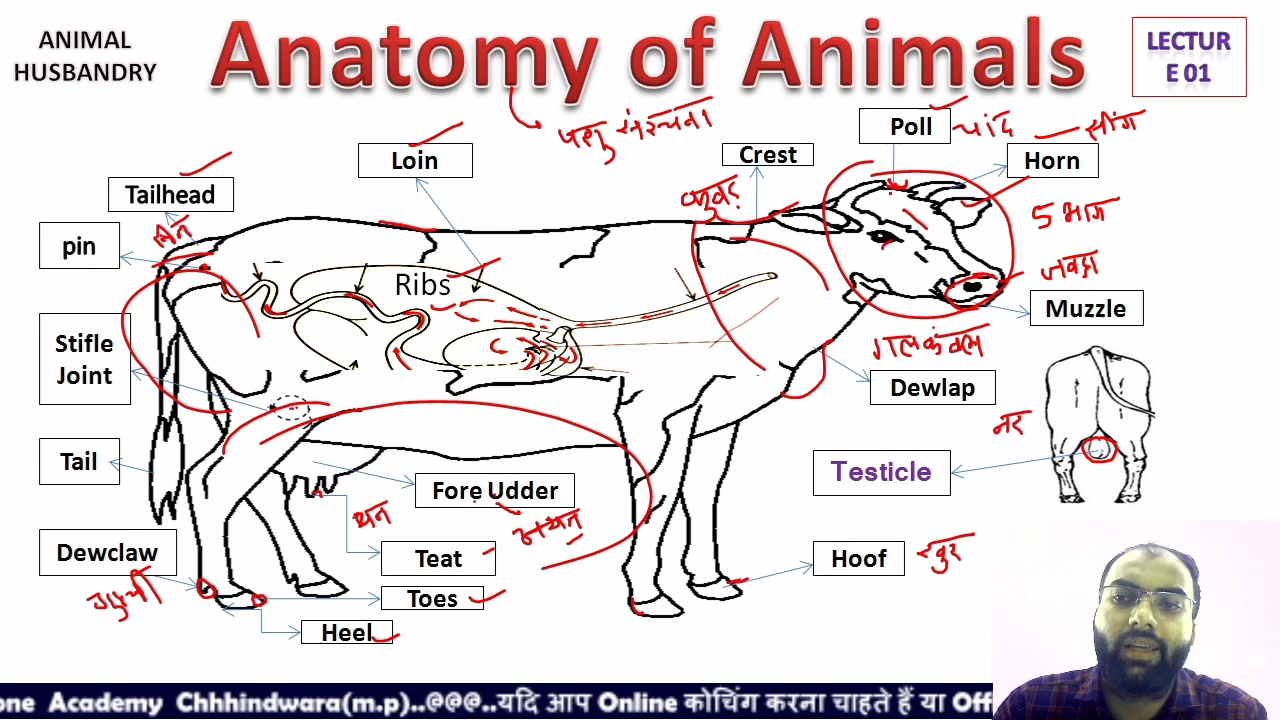 ANIMAL
HUSBANDRY
Anatomy of Animals
LECTUR
E 01
पशु संरचना
Poll
चांद
Horn
सींग
Loin
Crest
Tailhead
ककुद
5 भाग
pin
पिन
Ribs
जबड़ा
Muzzle
Stifle
Joint
गलकंबल
Dewlap
नर
Tail
Testicle
Fore Udder
अयन
थन
Dewclaw
Teat
Hoof
खुर
Toes
Heel
one Academy Chhhindwara(m.p)..@@@..यदि आप Online कोचिंग करना चाहते हैं या Off